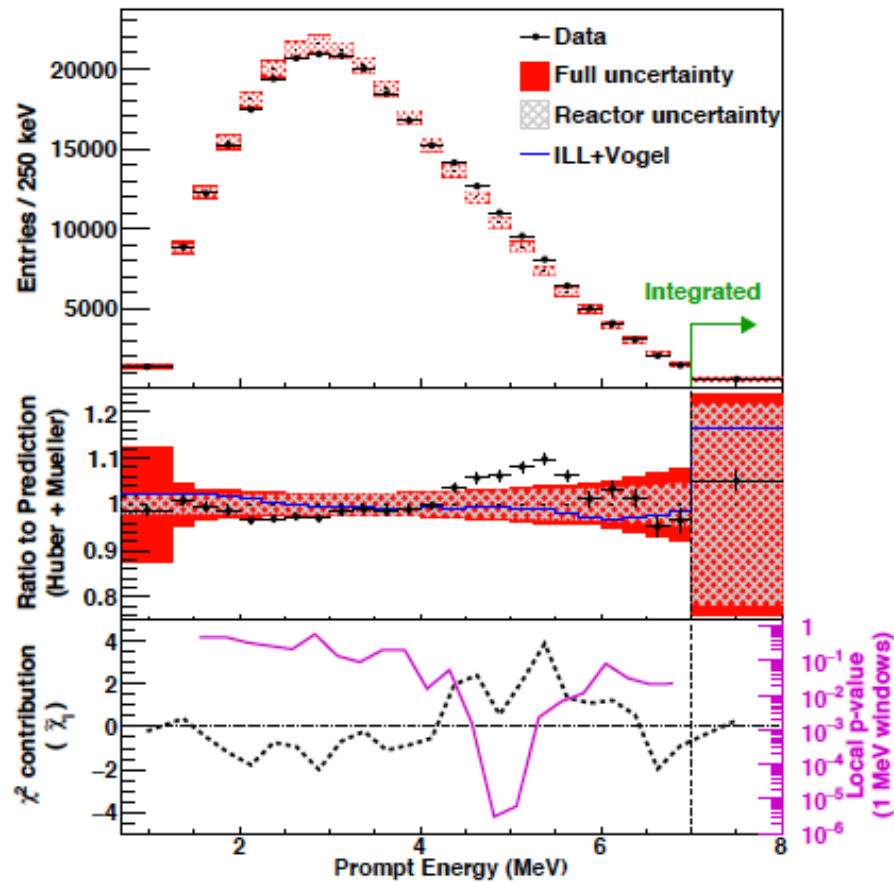 Data
Full uncertainty
Reactor uncertainty
ILL+Vogel
Entries / 250 keV
20000
15000
10000
5000
Integrated
Ratio to Prediction
(Huber + Mueller)
1.2
1.1
1
0.9
0.8
χ² contribution
( χ̃ᵢ )
4
2
0
−2
−4
1
10⁻¹
10⁻²
10⁻³
10⁻⁴
10⁻⁵
10⁻⁶
Local p-value
(1 MeV windows)
2 4 6 8
Prompt Energy (MeV)